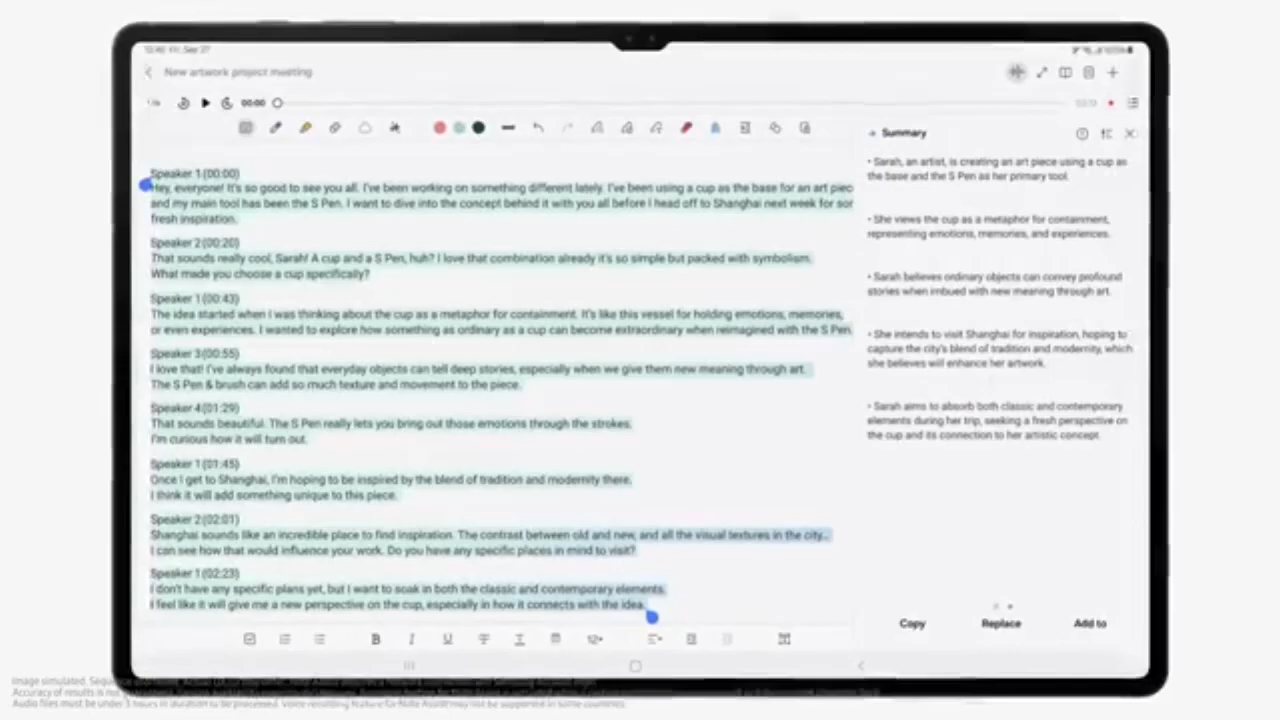 New artwork project meeting
00:00
Summary
Speaker 1 (00:00)
Hey, everyone! It's so good to see you all. I've been working on something different lately. I've been using a cup as the base for an art piec
and my main tool has been the S Pen. I want to dive into the concept behind it with you all before I head off to Shanghai next week for sor
fresh inspiration.
Speaker 2 (00:20)
That sounds really cool, Sarah! A cup and a S Pen, huh? I love that combination already it's so simple but packed with symbolism.
What made you choose a cup specifically?
Speaker 1 (00:43)
The idea started when I was thinking about the cup as a metaphor for containment. It's like this vessel for holding emotions, memories,
or even experiences. I wanted to explore how something as ordinary as a cup can become extraordinary when reimagined with the S Pen.
Speaker 3 (00:55)
I love that! I've always found that everyday objects can tell deep stories, especially when we give them new meaning through art.
The S Pen & brush can add so much texture and movement to the piece.
Speaker 4 (01:29)
That sounds beautiful. The S Pen really lets you bring out those emotions through the strokes.
I'm curious how it will turn out.
Speaker 1 (01:45)
Once I get to Shanghai, I'm hoping to be inspired by the blend of tradition and modernity there.
I think it will add something unique to this piece.
Speaker 2 (02:01)
Shanghai sounds like an incredible place to find inspiration. The contrast between old and new, and all the visual textures in the city...
I can see how that would influence your work. Do you have any specific places in mind to visit?
Speaker 1 (02:23)
I don't have any specific plans yet, but I want to soak in both the classic and contemporary elements.
I feel like it will give me a new perspective on the cup, especially in how it connects with the idea.
• Sarah, an artist, is creating an art piece using a cup as
the base and the S Pen as her primary tool.
• She views the cup as a metaphor for containment,
representing emotions, memories, and experiences.
• Sarah believes ordinary objects can convey profound
stories when imbued with new meaning through art.
• She intends to visit Shanghai for inspiration, hoping to
capture the city's blend of tradition and modernity, which
she believes will enhance her artwork.
• Sarah aims to absorb both classic and contemporary
elements during her trip, seeking a fresh perspective on
the cup and its connection to her artistic concept.
Copy
Replace
Add to
B I U T
Image simulated.
Accuracy of results is not
Audio files must be under 3 hours in duration to be processed. Voice recording feature for Note Assist may not be supported in some countries.